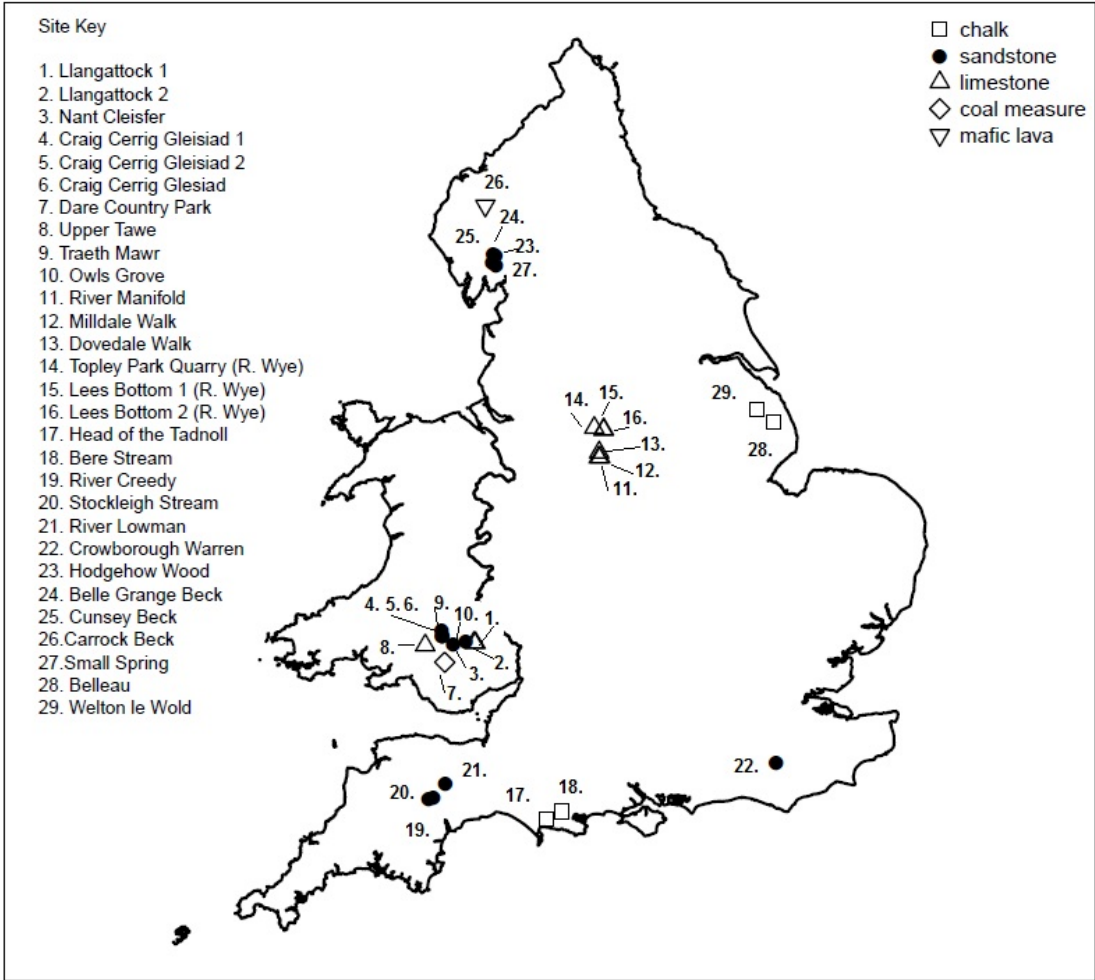 Site Key
1. Llangattock 1
2. Llangattock 2
3. Nant Cleisfer
4. Craig Cerrig Gleisiad 1
5. Craig Cerrig Gleisiad 2
6. Craig Cerrig Glesiad
7. Dare Country Park
8. Upper Tawe
9. Traeth Mawr
10. Owls Grove
11. River Manifold
12. Milldale Walk
13. Dovedale Walk
14. Topley Park Quarry (R. Wye)
15. Lees Bottom 1 (R. Wye)
16. Lees Bottom 2 (R. Wye)
17. Head of the Tadnoll
18. Bere Stream
19. River Creedy
20. Stockleigh Stream
21. River Lowman
22. Crowborough Warren
23. Hodgehow Wood
24. Belle Grange Beck
25. Cunsey Beck
26.Carrock Beck
27.Small Spring
28. Belleau
29. Welton le Wold
chalk
sandstone
limestone
coal measure
mafic lava
26.
24.
25.
23.
27.
29.
28.
14.
15.
16.
13.
12.
11.
4. 5. 6.
9.
10.
1.
8.
2.
3.
7.
22.
21.
20.
19.
17.
18.